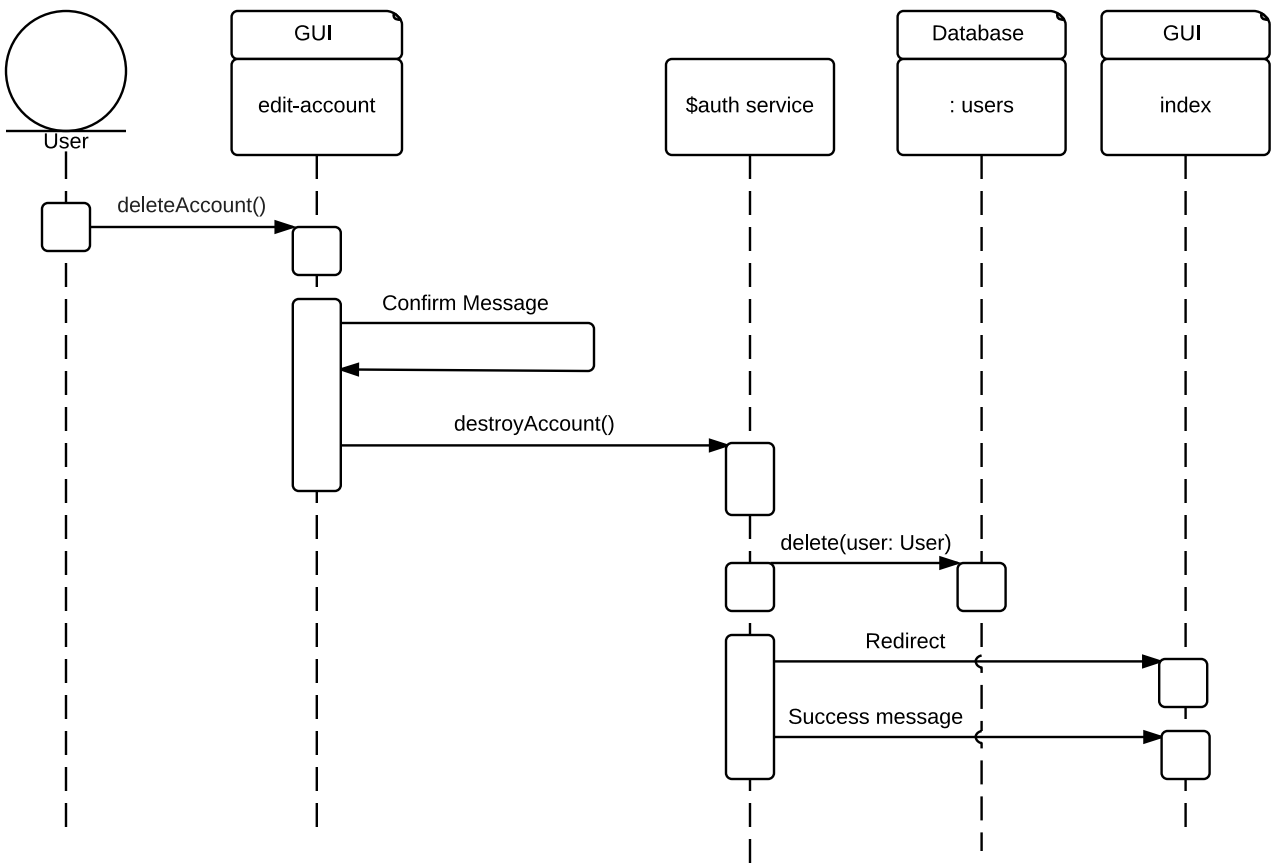 GUI
Database
GUI
edit-account
$auth service
: users
index
User
deleteAccount()
Confirm Message
destroyAccount()
delete(user: User)
Redirect
Success message